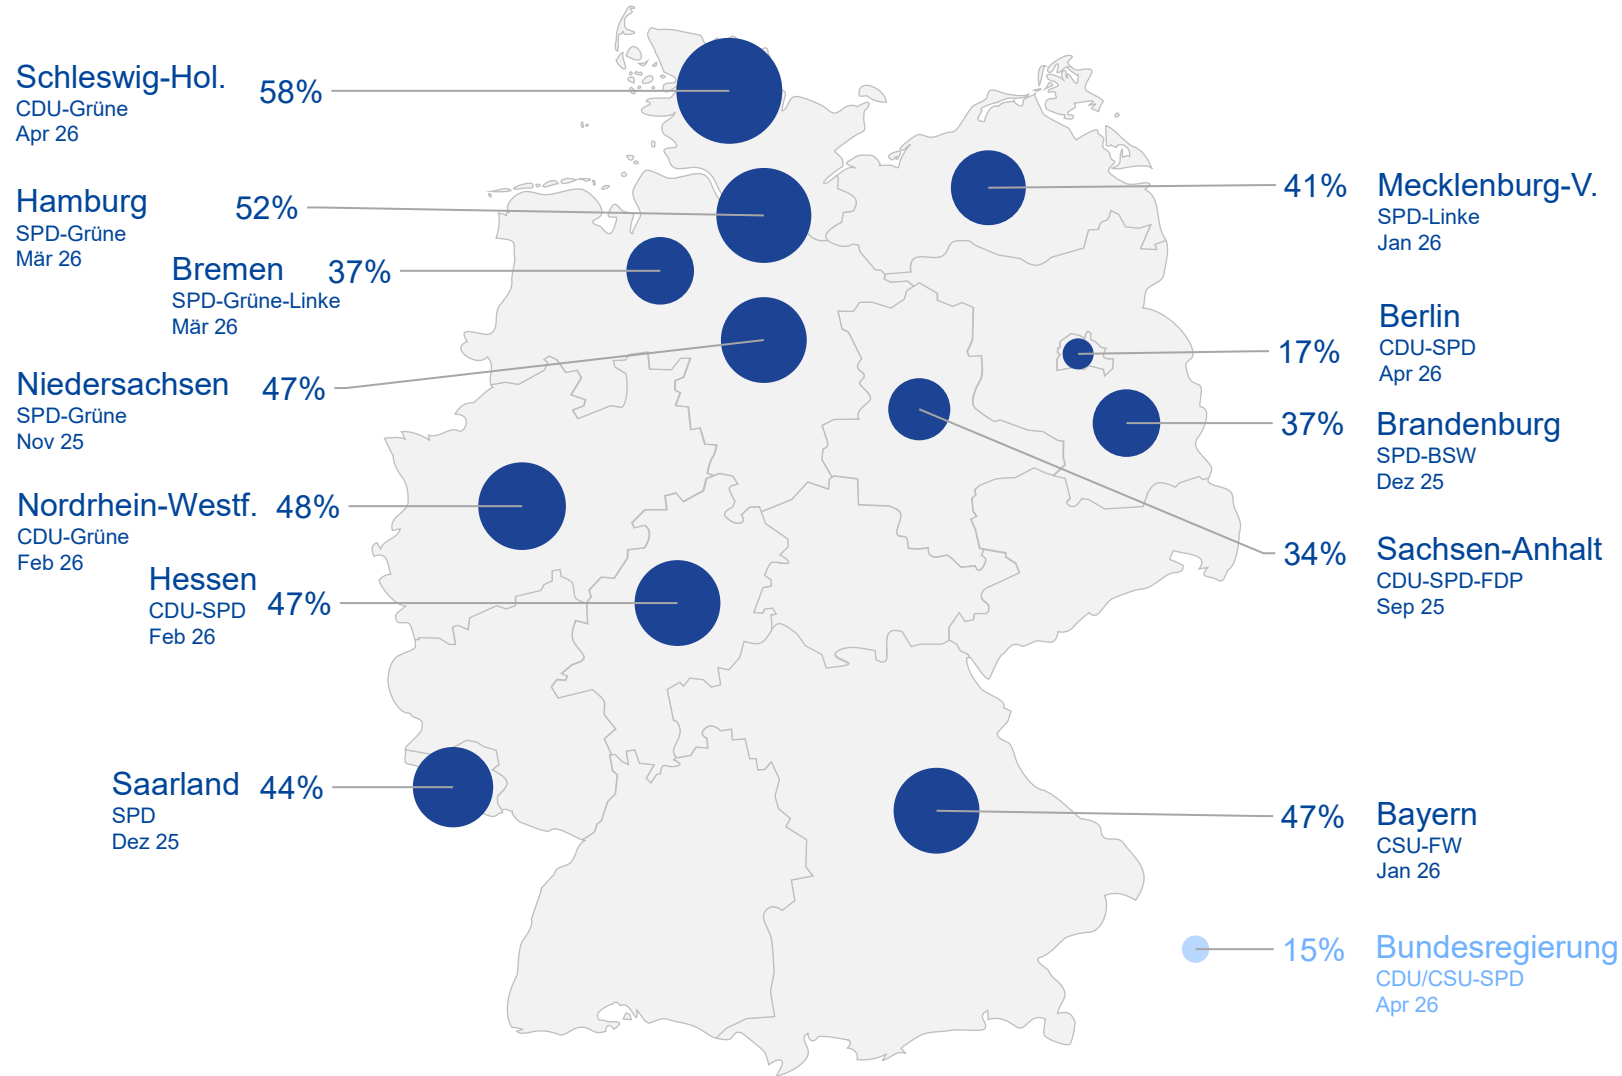 Schleswig-Hol. 58%
CDU-Grüne
Apr 26
Hamburg 52%
SPD-Grüne
Mär 26
Bremen 37%
SPD-Grüne-Linke
Mär 26
Niedersachsen 47%
SPD-Grüne
Nov 25
Nordrhein-Westf. 48%
CDU-Grüne
Feb 26
Hessen 47%
CDU-SPD
Feb 26
Saarland 44%
SPD
Dez 25
41% Mecklenburg-V.
SPD-Linke
Jan 26
17% Berlin
CDU-SPD
Apr 26
37% Brandenburg
SPD-BSW
Dez 25
34% Sachsen-Anhalt
CDU-SPD-FDP
Sep 25
47% Bayern
CSU-FW
Jan 26
15% Bundesregierung
CDU/CSU-SPD
Apr 26